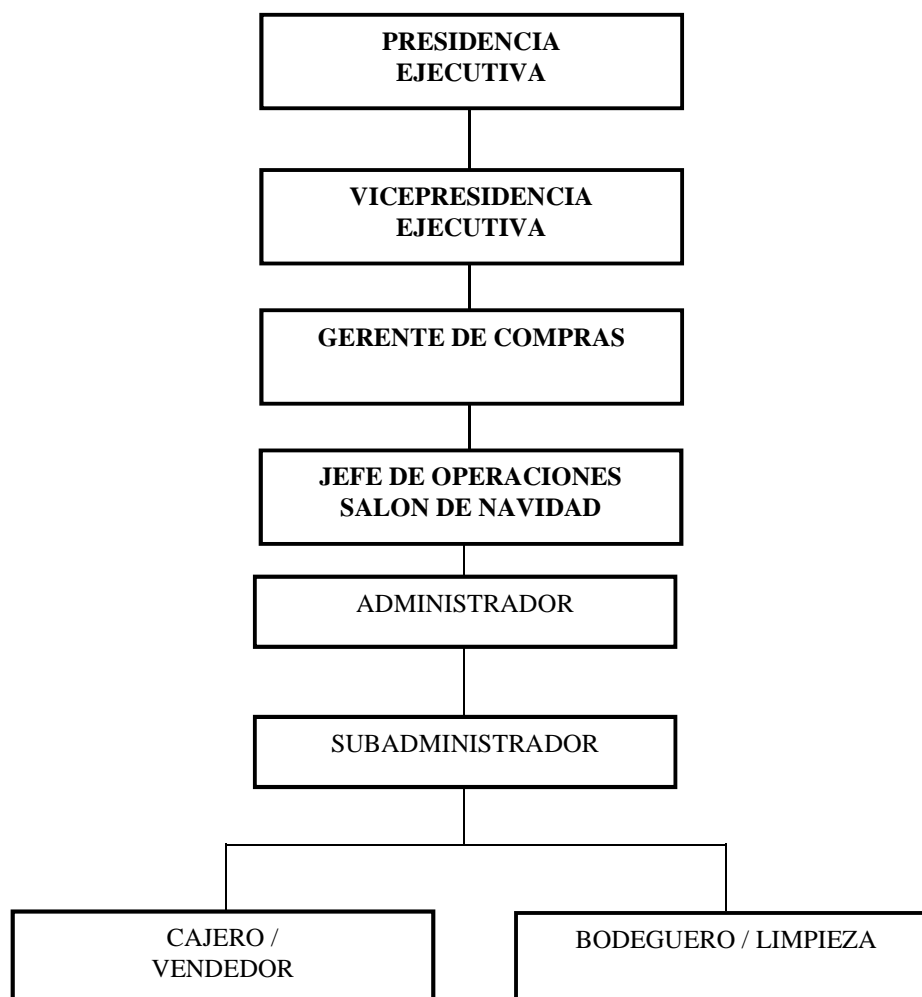 PRESIDENCIA
EJECUTIVA
VICEPRESIDENCIA
EJECUTIVA
GERENTE DE COMPRAS
JEFE DE OPERACIONES
SALON DE NAVIDAD
ADMINISTRADOR
SUBADMINISTRADOR
CAJERO /
VENDEDOR
BODEGUERO / LIMPIEZA